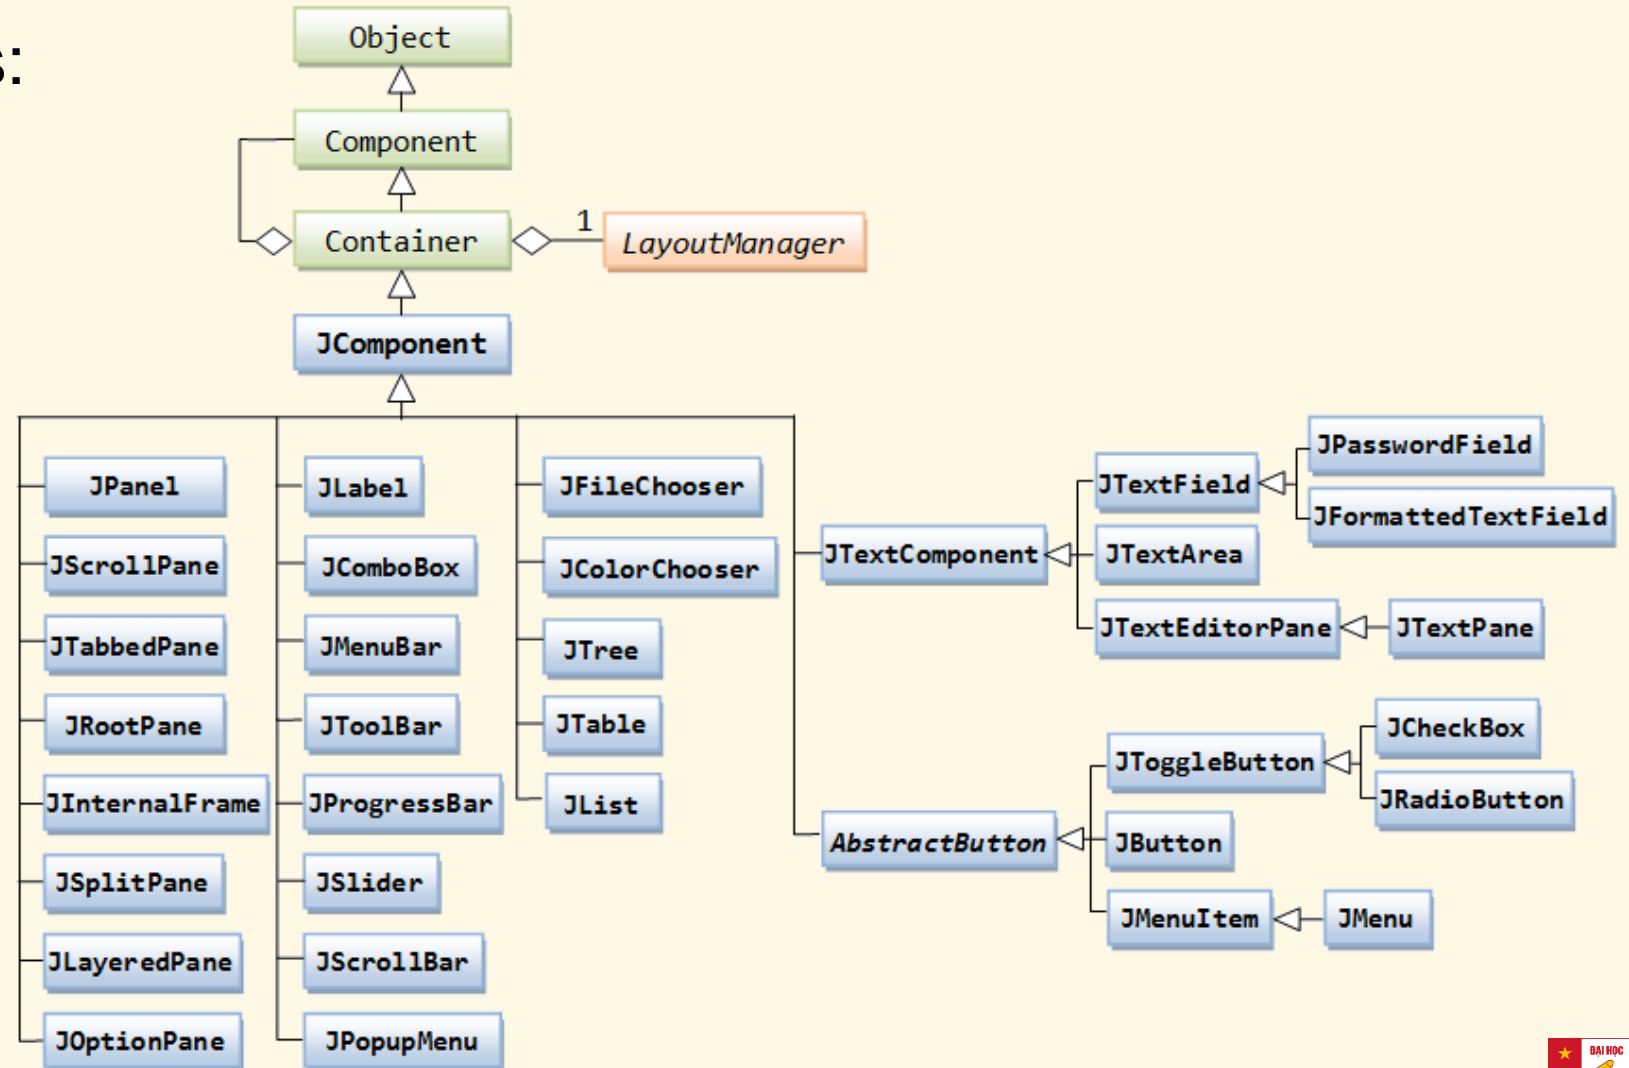 s:
Object
Component
Container
1
LayoutManager
JComponent
JPanel
JScrollPane
JTabbedPane
JRootPane
JInternalFrame
JSplitPane
JLayeredPane
JOptionPane
JLabel
JComboBox
JMenuBar
JToolBar
JProgressBar
JSlider
JScrollBar
JPopupMenu
JFileChooser
JColorChooser
JTree
JTable
JList
JTextComponent
JTextField
JPasswordField
JFormattedTextField
JTextArea
JTextEditorPane
JTextPane
AbstractButton
JToggleButton
JCheckBox
JRadioButton
JButton
JMenuItem
JMenu
ĐẠI HỌC